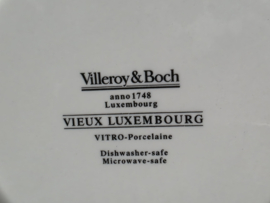 Villeroy & Boch
anno 1748
Luxembourg
VIEUX LUXEMBOURG
VITRO-Porcelaine
Dishwasher-safe
Microwave-safe